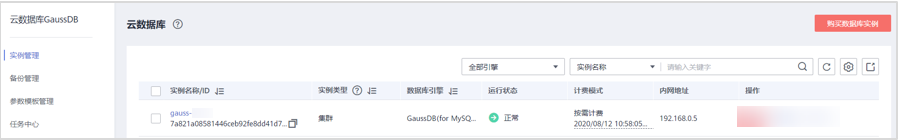 云数据库GaussDB
实例管理
备份管理
参数模板管理
任务中心
云数据库
购买数据库实例
全部引擎 实例名称 请输入关键字
实例名称/ID 实例类型 数据库引擎 运行状态 计费模式 内网地址 操作
gauss-
7a821a08581446ceb92fe8dd41d7... 集群 GaussDB(for MySQ... 正常 按需计费 192.168.0.5
2020/08/12 10:58:05...